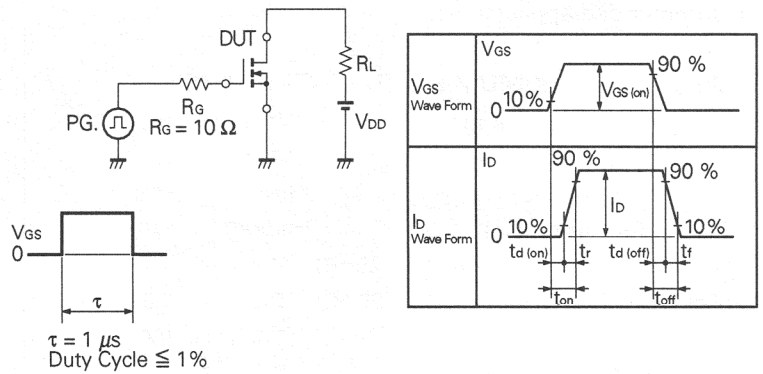 DUT
RL
RG
PG.
RG = 10 Ω
VDD
VGS
0
τ
τ = 1 μs
Duty Cycle ≦ 1%
VGS
Wave Form
VGS
90 %
VGS (on)
10%
0
ID
Wave Form
ID
90 %
90 %
ID
10%
0
10%
td (on)
tr
td (off)
tf
ton
toff